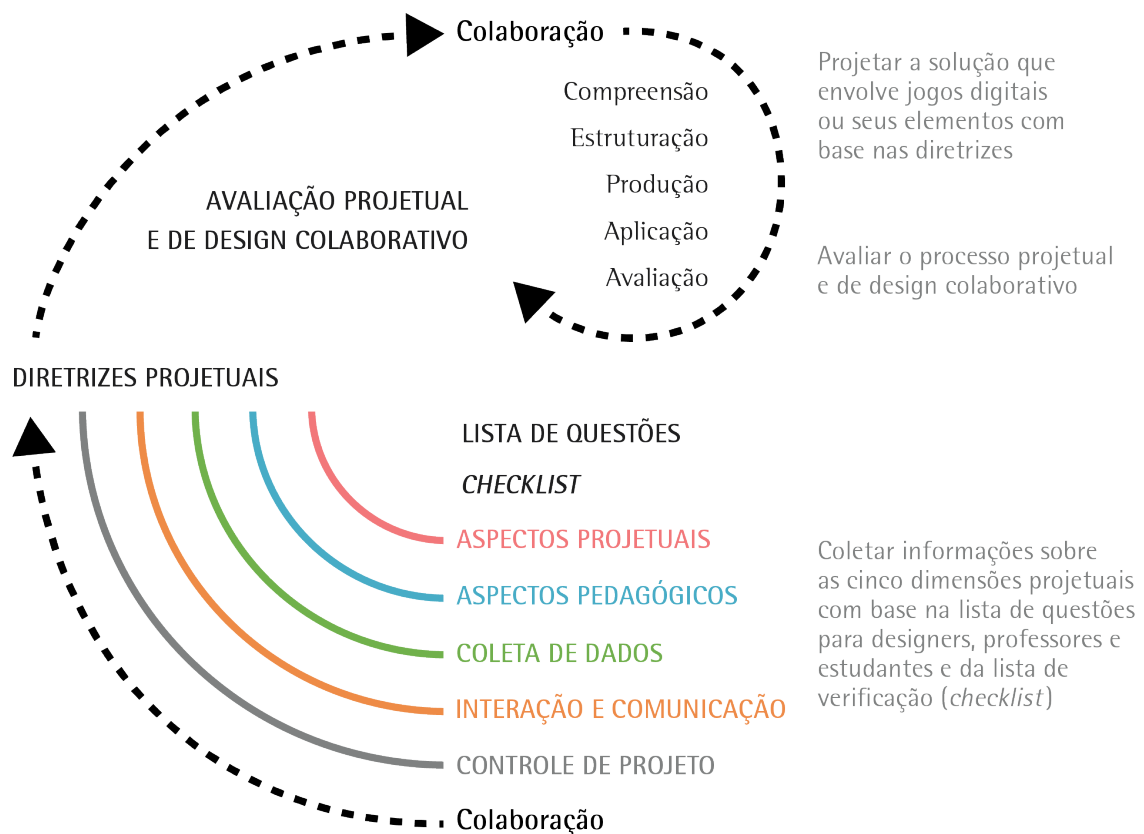 Colaboração
Compreensão
Estruturação
Produção
Aplicação
Avaliação
Projetar a solução que
envolve jogos digitais
ou seus elementos com
base nas diretrizes
AVALIAÇÃO PROJETUAL
E DE DESIGN COLABORATIVO
Avaliar o processo projetual
e de design colaborativo
DIRETRIZES PROJETUAIS
LISTA DE QUESTÕES
CHECKLIST
ASPECTOS PROJETUAIS
ASPECTOS PEDAGÓGICOS
COLETA DE DADOS
INTERAÇÃO E COMUNICAÇÃO
CONTROLE DE PROJETO
Colaboração
Coletar informações sobre
as cinco dimensões projetuais
com base na lista de questões
para designers, professores e
estudantes e da lista de
verificação (checklist)